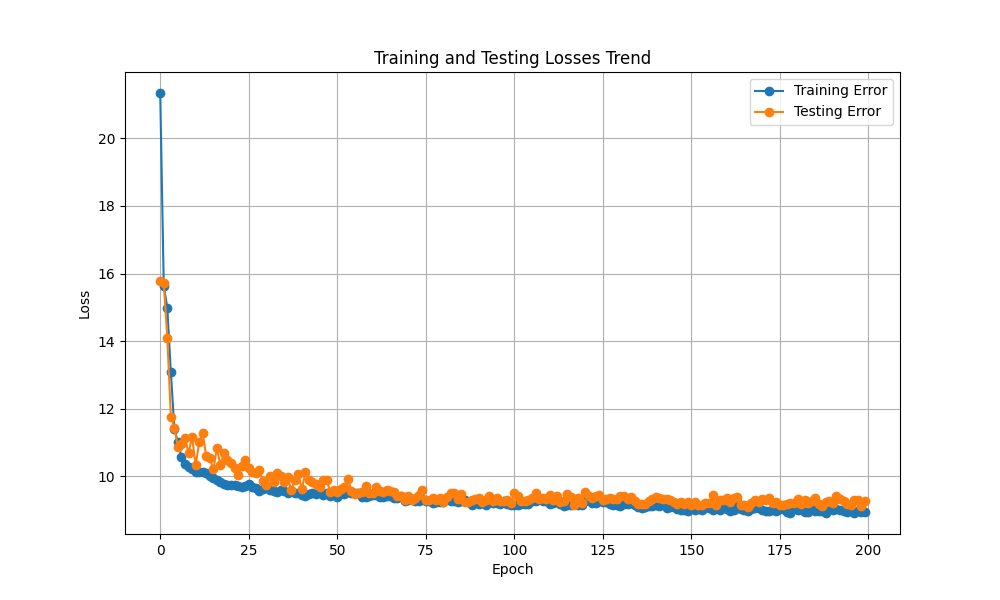 Training and Testing Losses Trend
Training Error
Testing Error
20
18
16
14
12
10
Loss
0 25 50 75 100 125 150 175 200
Epoch